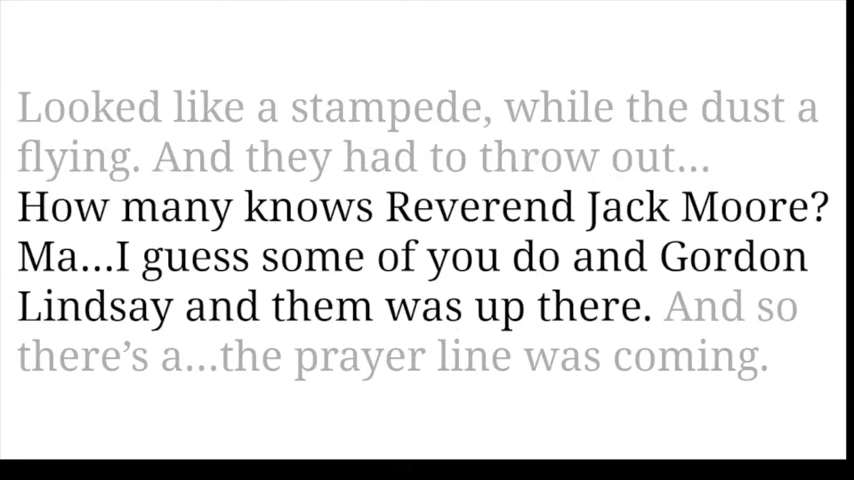 Looked like a stampede, while the dust a
flying. And they had to throw out...
How many knows Reverend Jack Moore?
Ma...I guess some of you do and Gordon
Lindsay and them was up there. And so
there’s a...the prayer line was coming.